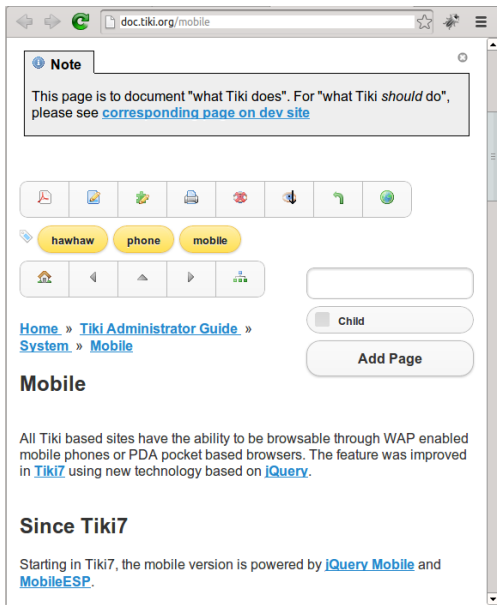 doc.tiki.org/mobile
Note
This page is to document "what Tiki does". For "what Tiki should do",
please see corresponding page on dev site
hawhaw phone mobile
Child
Add Page
Home » Tiki Administrator Guide »
System » Mobile
Mobile
All Tiki based sites have the ability to be browsable through WAP enabled
mobile phones or PDA pocket based browsers. The feature was improved
in Tiki7 using new technology based on jQuery.
Since Tiki7
Starting in Tiki7, the mobile version is powered by jQuery Mobile and
MobileESP.